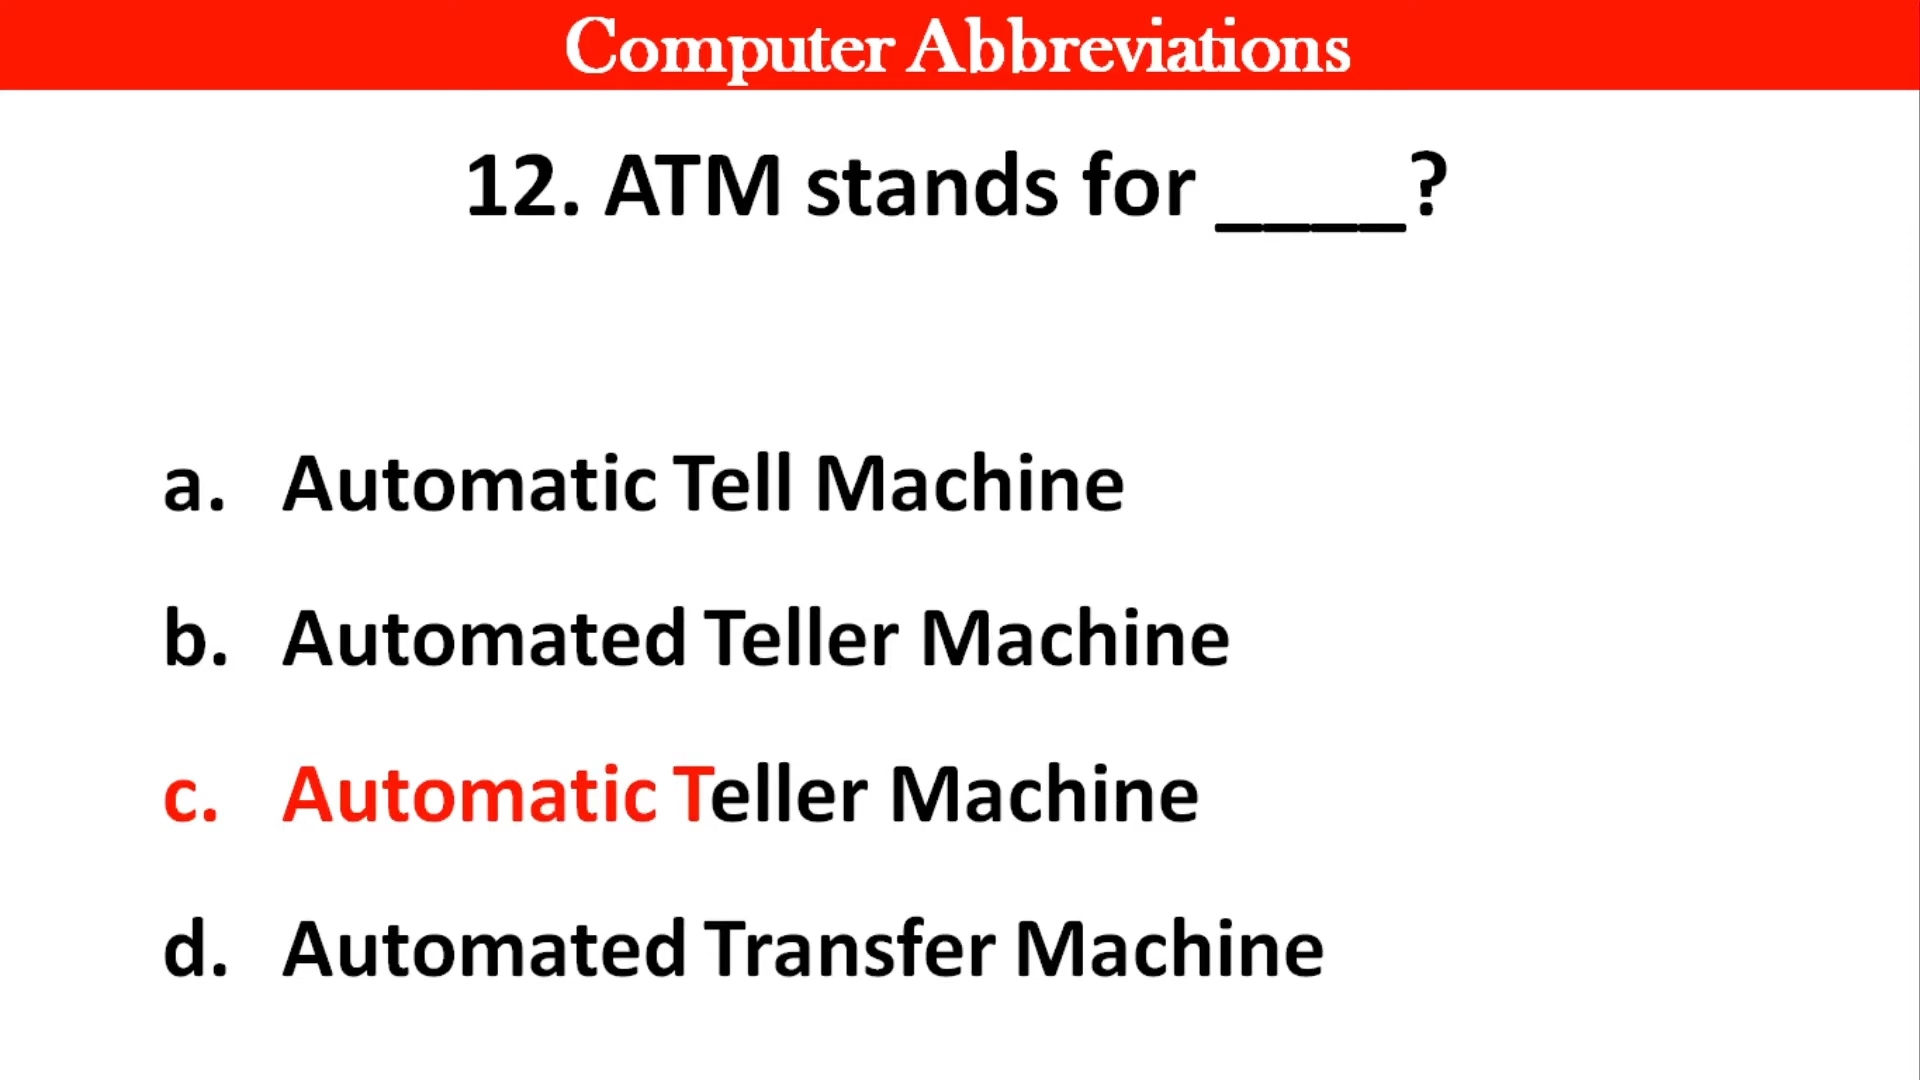 Computer Abbreviations
12. ATM stands for ____?
a. Automatic Tell Machine
b. Automated Teller Machine
c. Automatic Teller Machine
d. Automated Transfer Machine